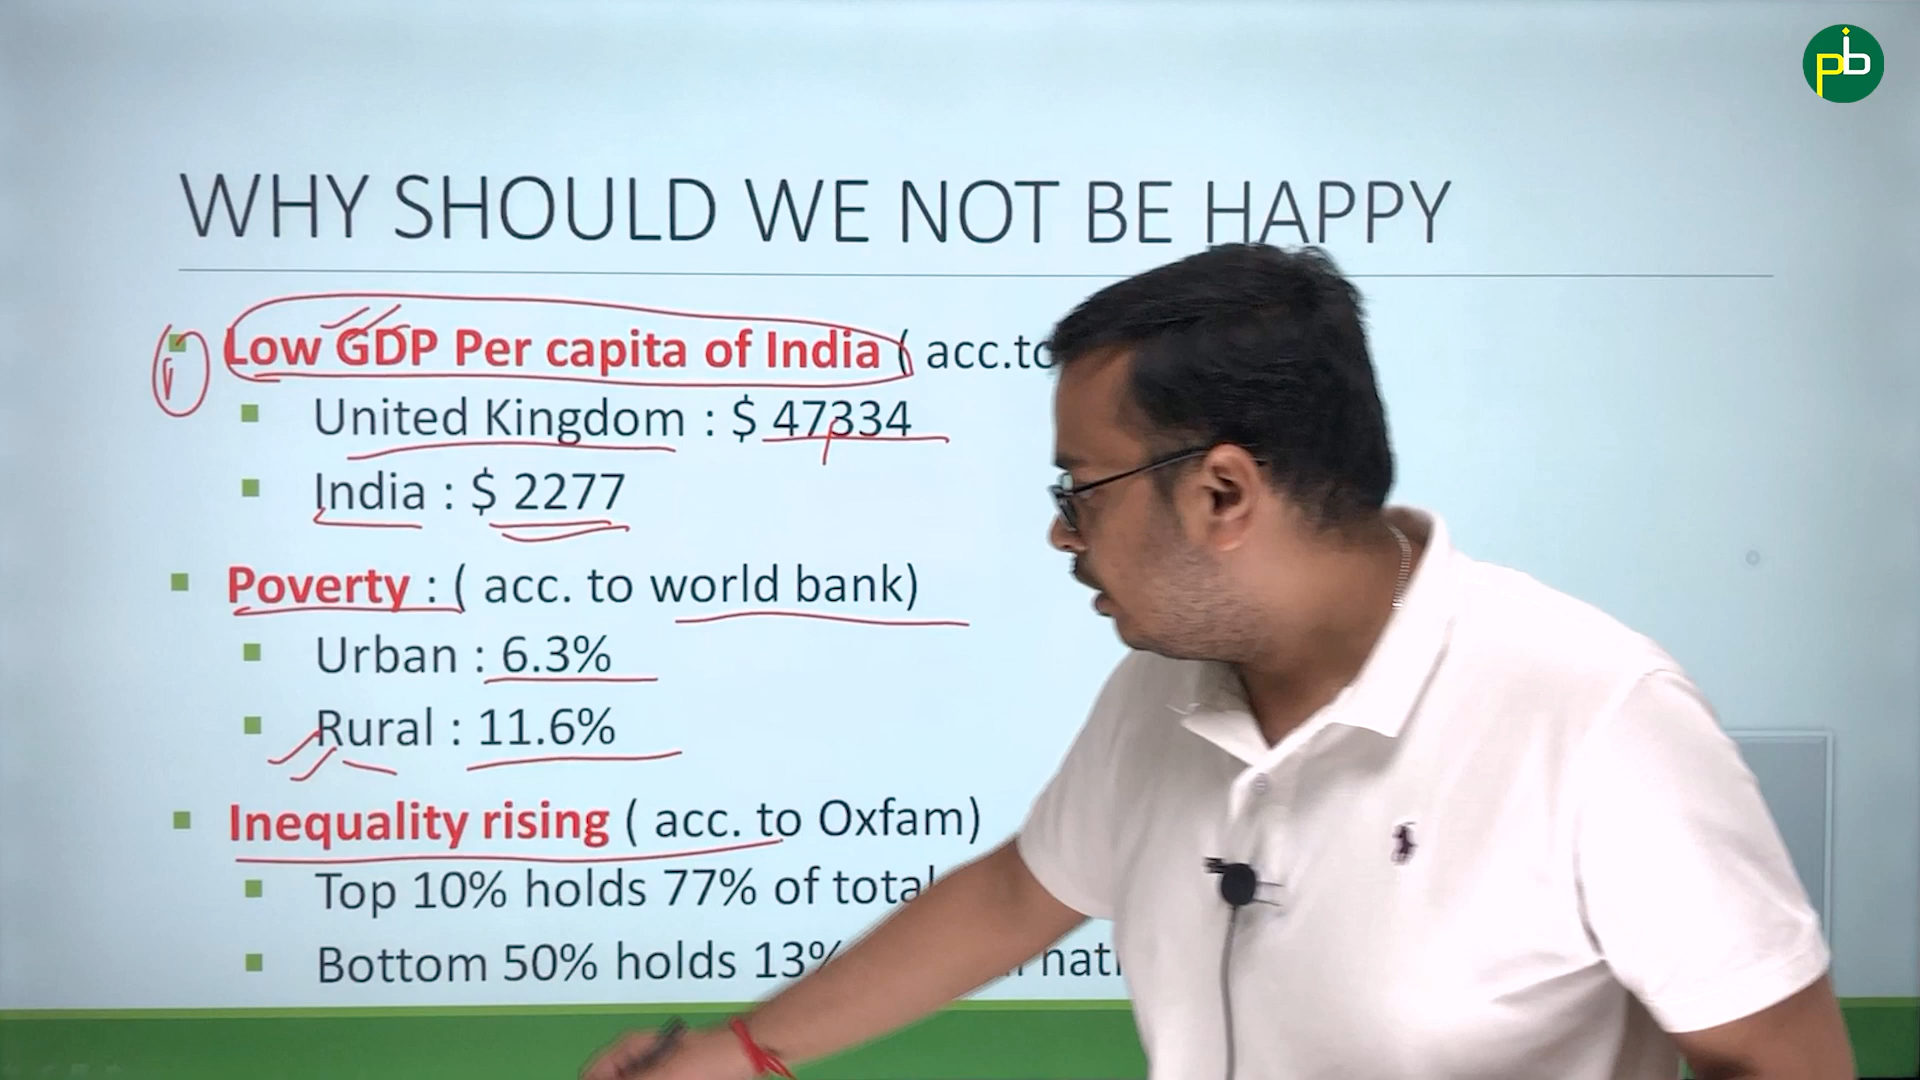 pib
WHY SHOULD WE NOT BE HAPPY
Low GDP Per capita of India ( acc.to
United Kingdom : $ 47334
India : $ 2277
Poverty : ( acc. to world bank)
Urban : 6.3%
Rural : 11.6%
Inequality rising ( acc. to Oxfam)
Top 10% holds 77% of total
Bottom 50% holds 13%